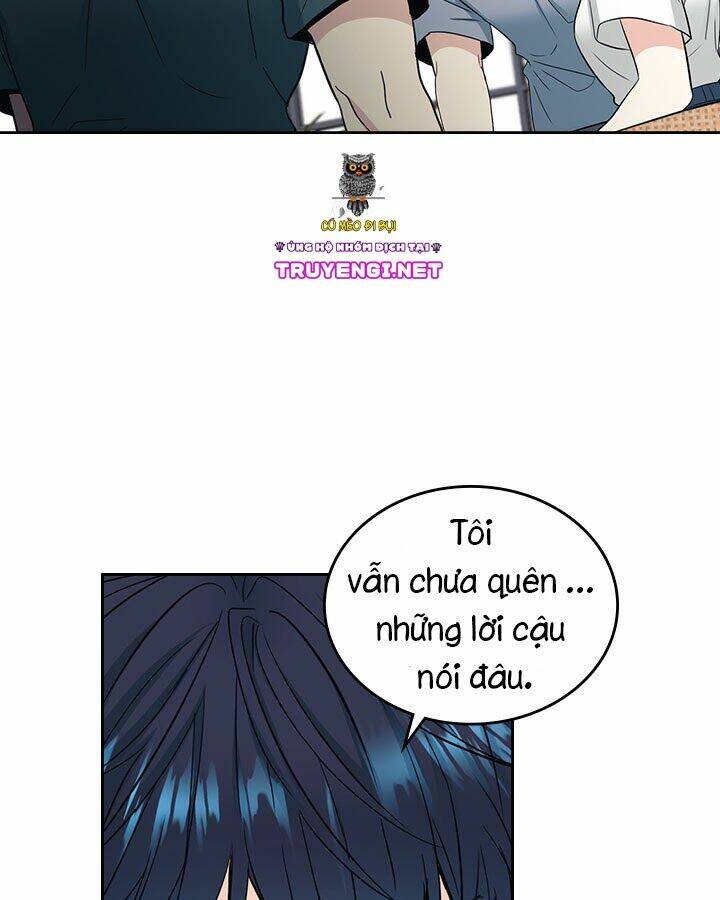 CÚ MÈO ĐI BỤI
ỦNG HỘ NHÓM DỊCH TẠI
TRUYENGI.NET
Tôi
vẫn chưa quên ...
những lời cậu
nói đâu.